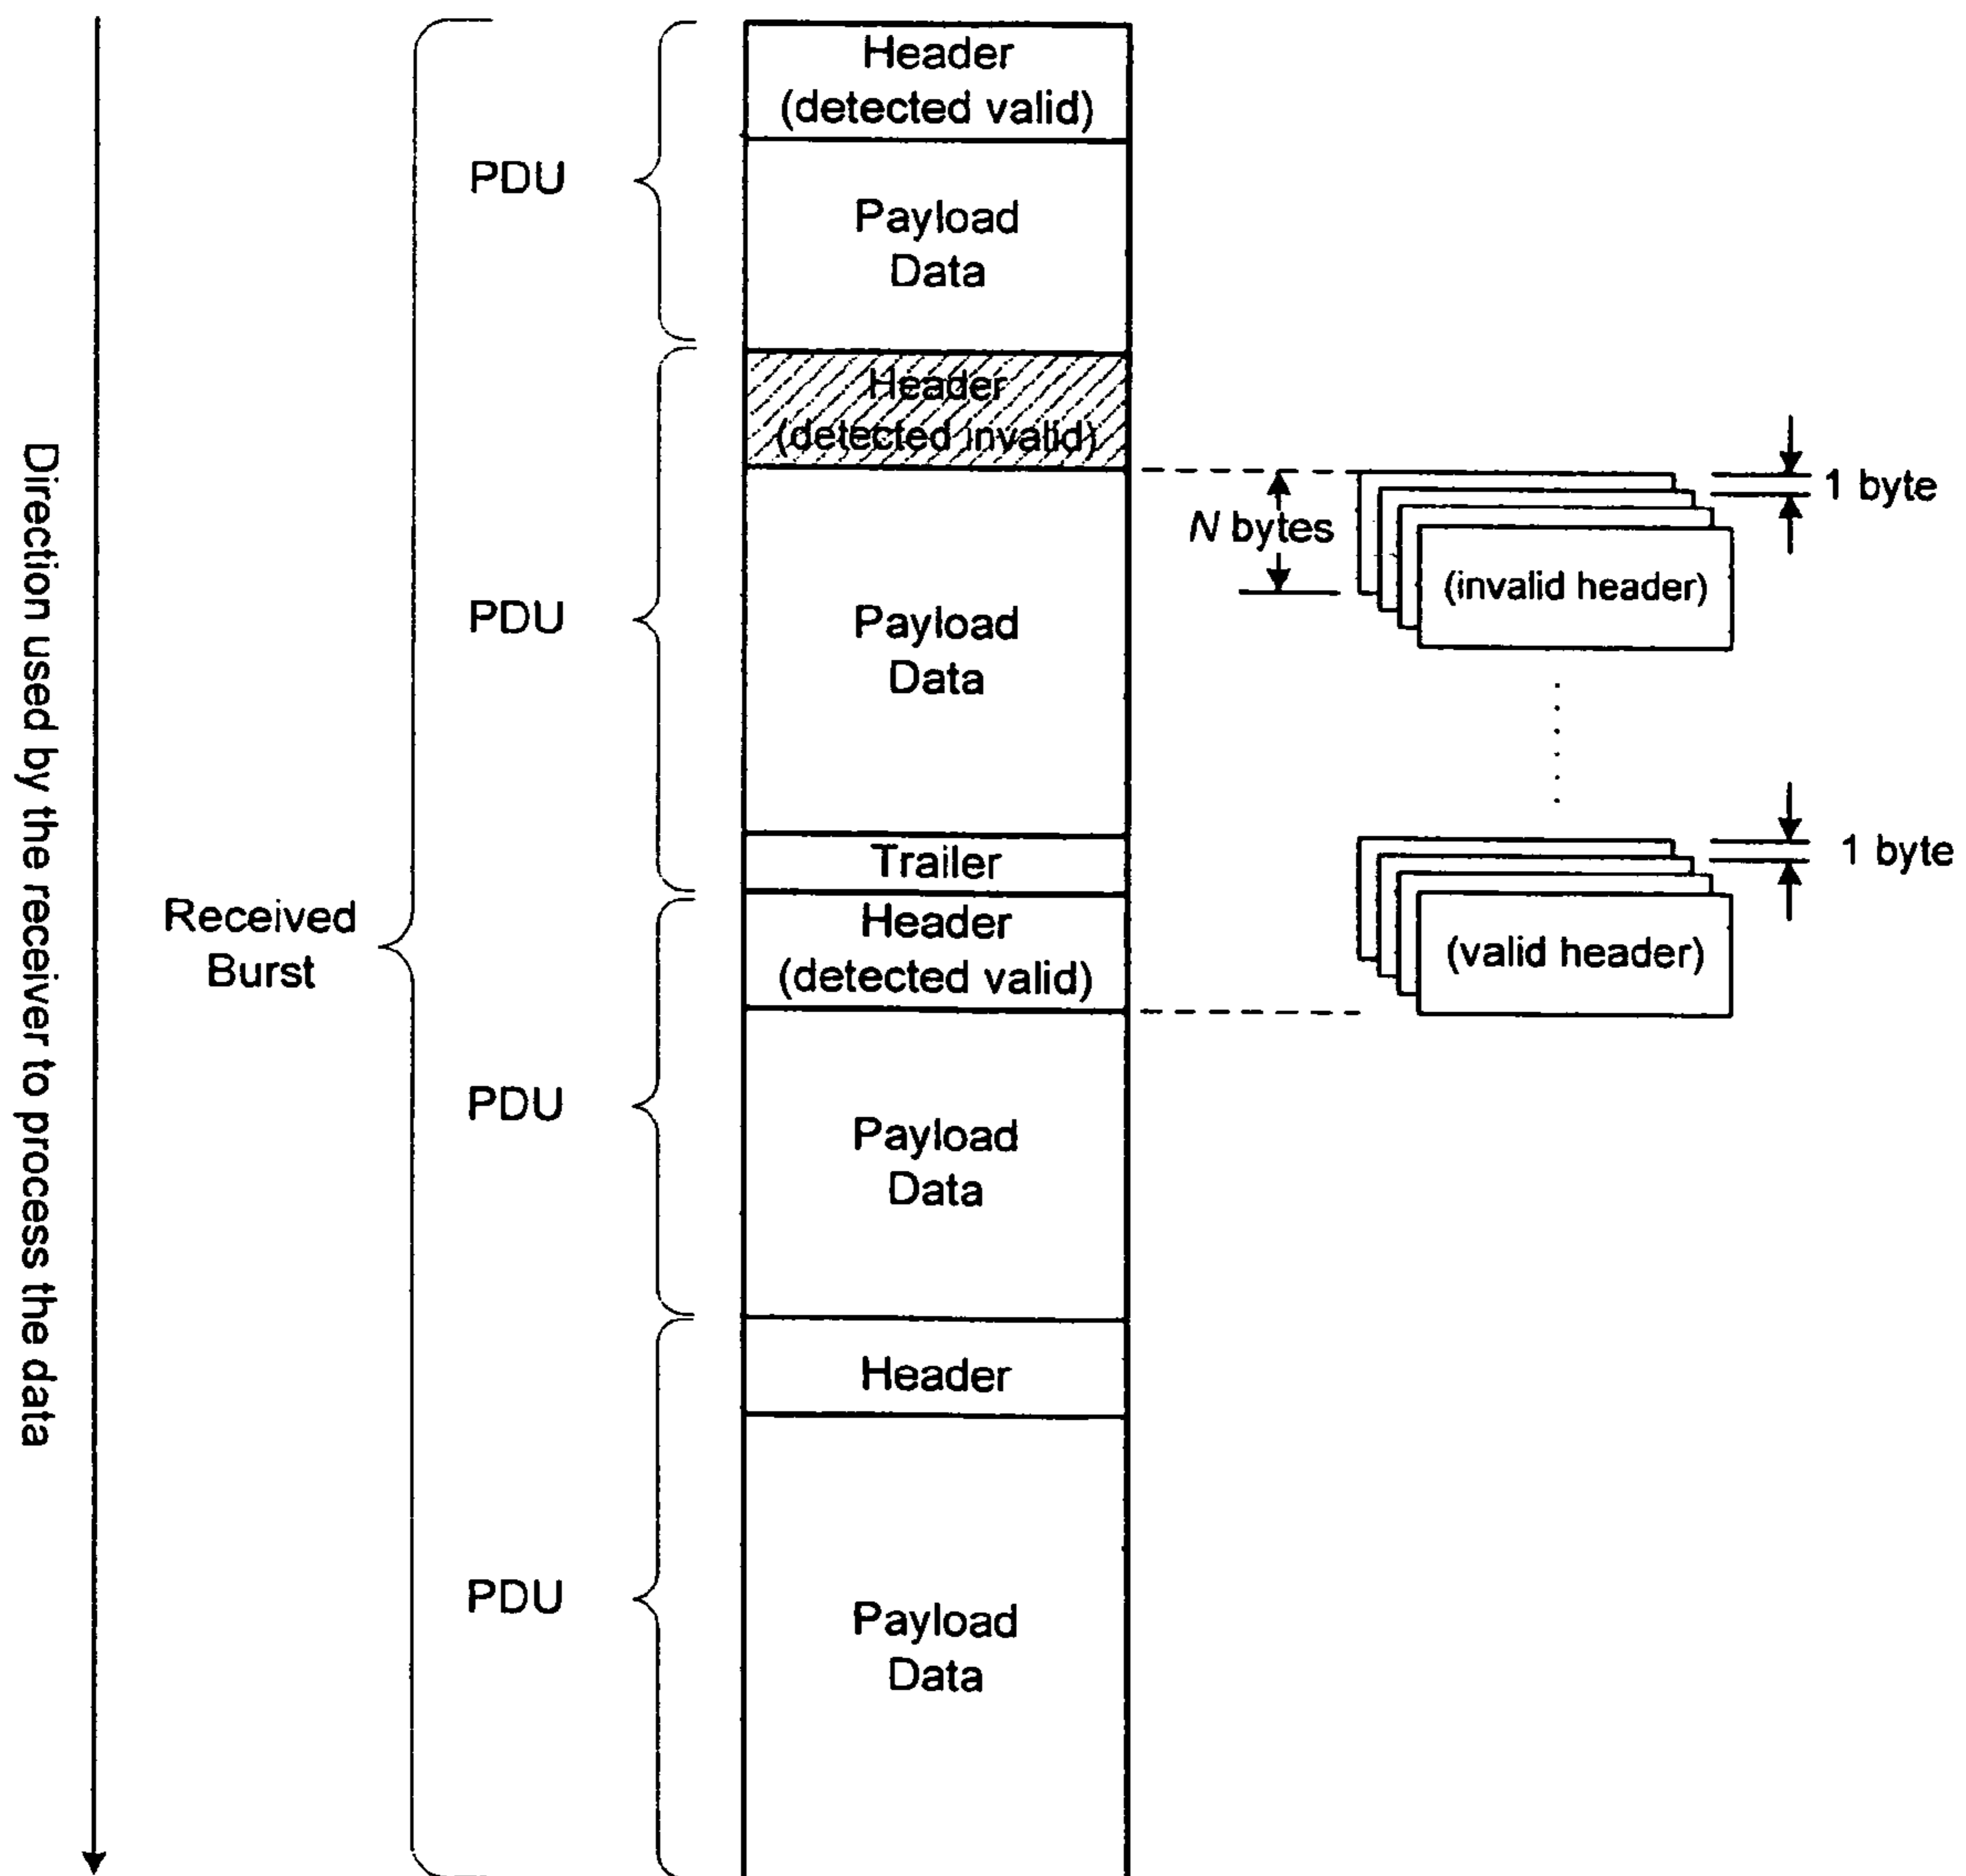 Direction used by the receiver to process the data
Received
Burst
PDU
Header
(detected valid)
Payload
Data
PDU
Header
(detected invalid)
Payload
Data
Trailer
N bytes
1 byte
(invalid header)
1 byte
(valid header)
PDU
Header
(detected valid)
Payload
Data
PDU
Header
Payload
Data